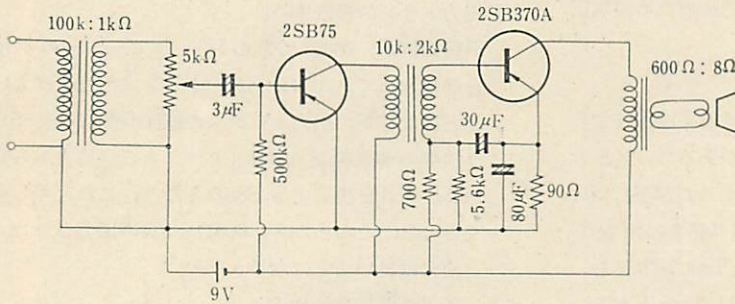 100k : 1kΩ
5kΩ
3μF
2SB75
500kΩ
10k : 2kΩ
2SB370A
30μF
700Ω
5.6kΩ
80μF
90Ω
600Ω : 8Ω
9V